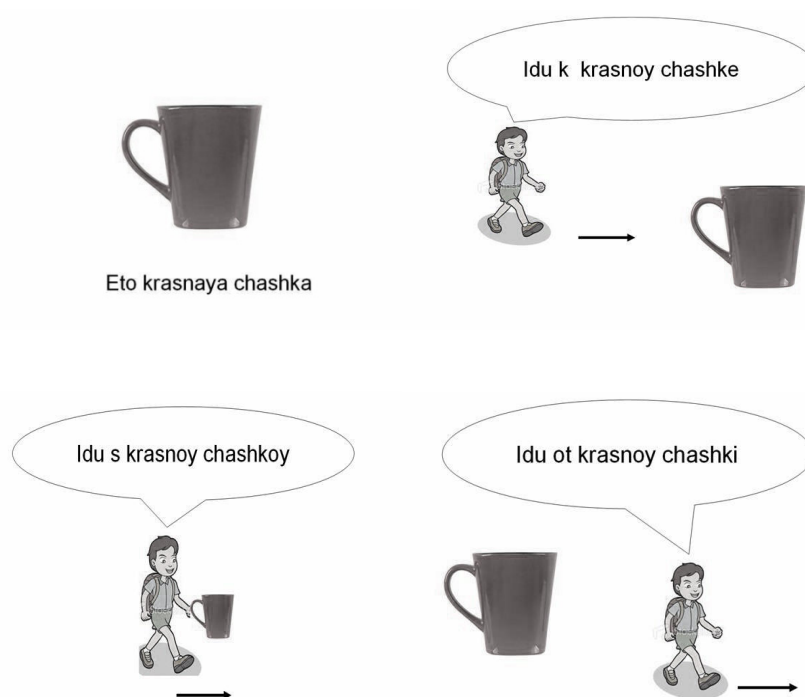 Idu k krasnoy chashke
Eto krasnaya chashka
Idu s krasnoy chashkoy
Idu ot krasnoy chashki